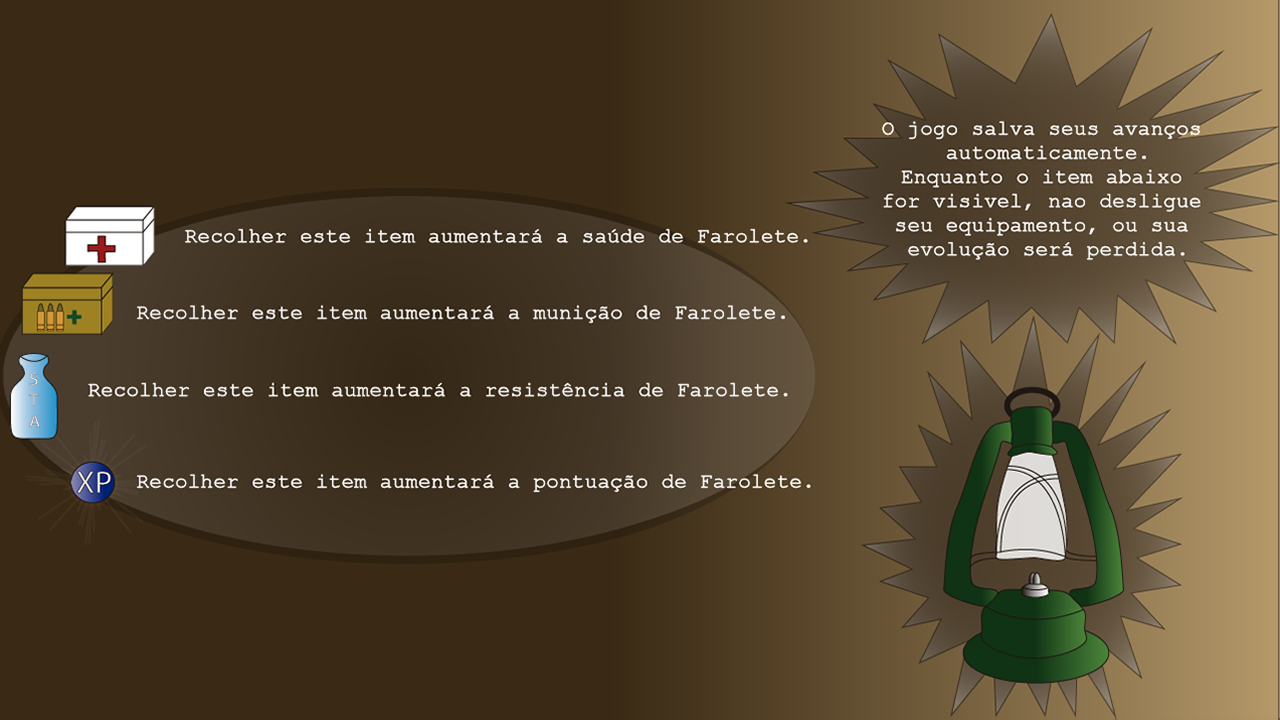 Recolher este item aumentará a saúde de Farolete.
Recolher este item aumentará a munição de Farolete.
S
T
A
Recolher este item aumentará a resistência de Farolete.
XP
Recolher este item aumentará a pontuação de Farolete.
O jogo salva seus avanços
automaticamente.
Enquanto o item abaixo
for visivel, nao desligue
seu equipamento, ou sua
evolução será perdida.